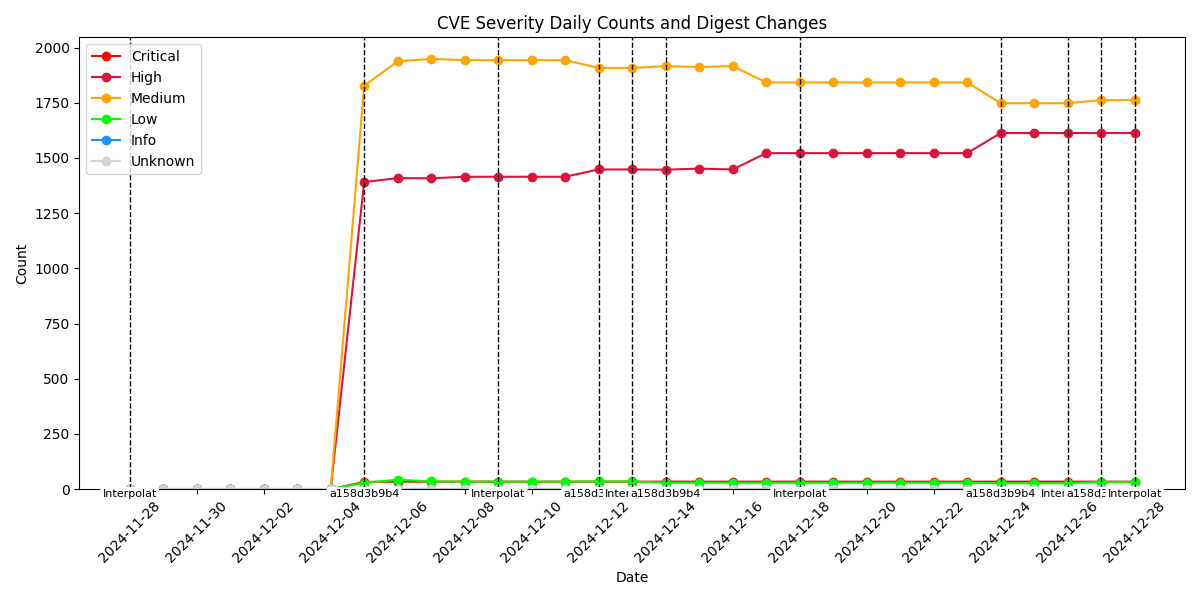 CVE Severity Daily Counts and Digest Changes
Critical
High
Medium
Low
Info
Unknown
2000
1750
1500
1250
1000
750
500
250
0
Count
Interpolat
a158d3b9b4
Interpolat
a158d3
Inter
a158d3b9b4
Interpolat
a158d3b9b4
Inter
a158d3
Interpolat
2024-11-28
2024-11-30
2024-12-02
2024-12-04
2024-12-06
2024-12-08
2024-12-10
2024-12-12
2024-12-14
2024-12-16
2024-12-18
2024-12-20
2024-12-22
2024-12-24
2024-12-26
2024-12-28
Date